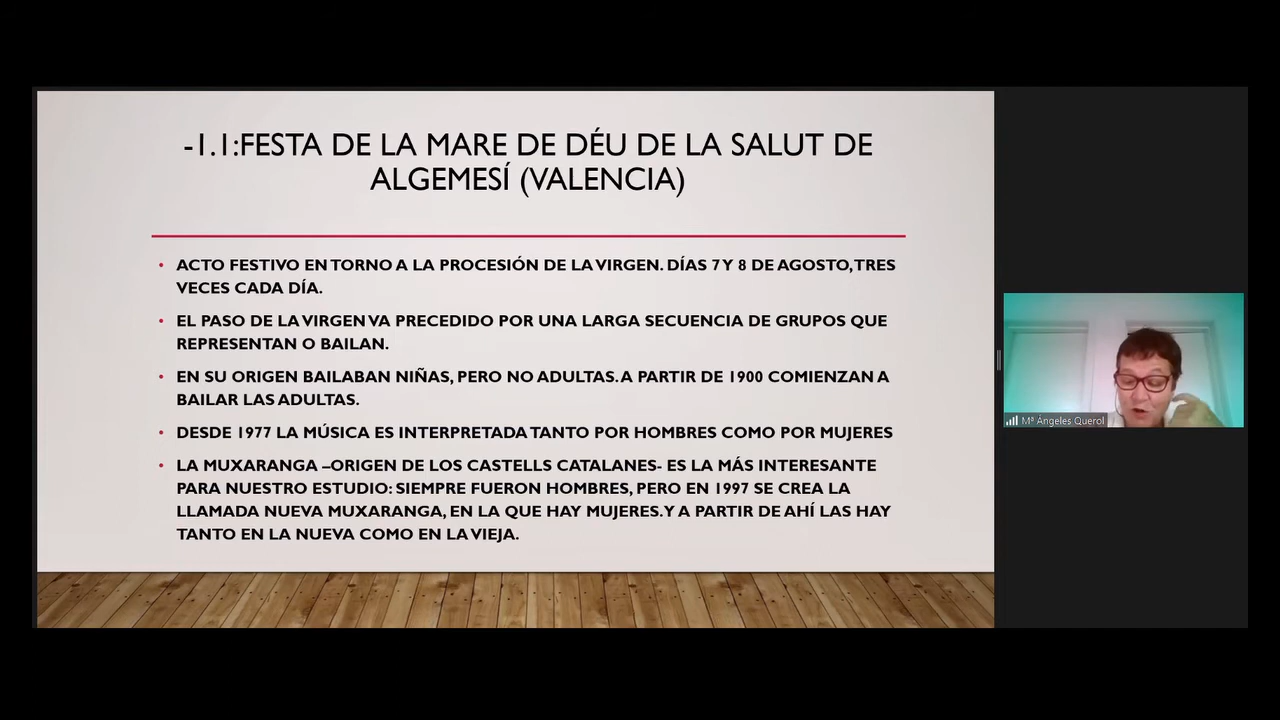 -1.1:FESTA DE LA MARE DE DÉU DE LA SALUT DE
ALGEMESÍ (VALENCIA)
• ACTO FESTIVO EN TORNO A LA PROCESIÓN DE LA VIRGEN. DÍAS 7 Y 8 DE AGOSTO, TRES
VECES CADA DÍA.
• EL PASO DE LA VIRGEN VA PRECEDIDO POR UNA LARGA SECUENCIA DE GRUPOS QUE
REPRESENTAN O BAILAN.
• EN SU ORIGEN BAILABAN NIÑAS, PERO NO ADULTAS. A PARTIR DE 1900 COMIENZAN A
BAILAR LAS ADULTAS.
• DESDE 1977 LA MÚSICA ES INTERPRETADA TANTO POR HOMBRES COMO POR MUJERES
• LA MUXARANGA –ORIGEN DE LOS CASTELLS CATALANES- ES LA MÁS INTERESANTE
PARA NUESTRO ESTUDIO: SIEMPRE FUERON HOMBRES, PERO EN 1997 SE CREA LA
LLAMADA NUEVA MUXARANGA, EN LA QUE HAY MUJERES. Y A PARTIR DE AHÍ LAS HAY
TANTO EN LA NUEVA COMO EN LA VIEJA.
Mª Ángeles Querol